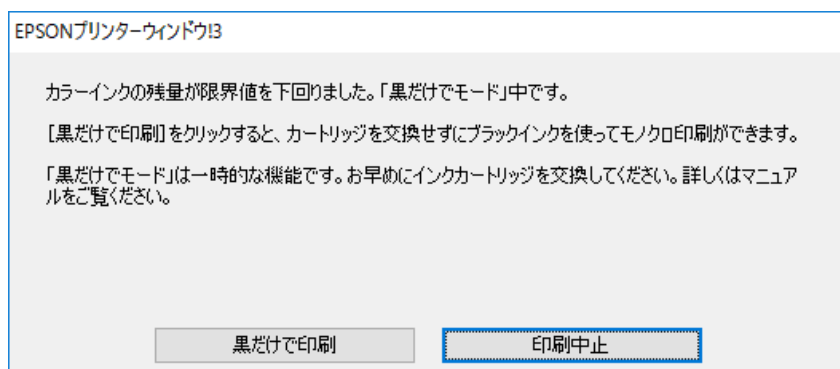 EPSONプリンターウィンドウ!3
カラーインクの残量が限界値を下回りました。「黒だけでモード」中です。
[黒だけで印刷]をクリックすると、カートリッジを交換せずにブラックインクを使ってモノクロ印刷ができます。
「黒だけでモード」は一時的な機能です。お早めにインクカートリッジを交換してください。詳しくはマニュア
ルをご覧ください。
黒だけで印刷
印刷中止